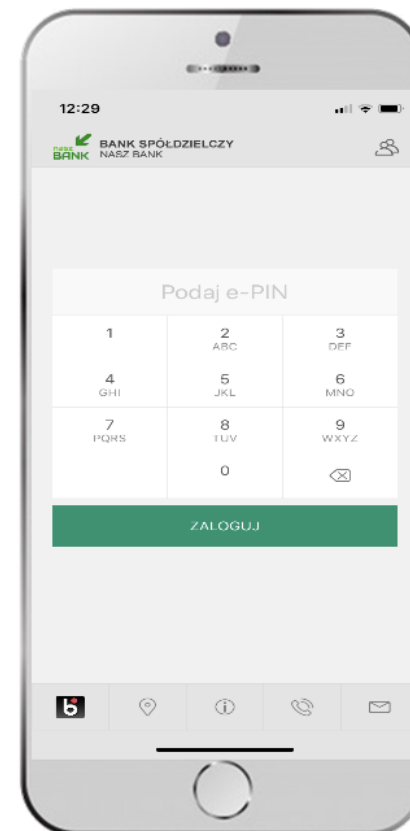 12:29
nasz
BANK
BANK SPÓŁDZIELCZY
NASZ BANK
Podaj e-PIN
1
2
ABC
3
DEF
4
GHI
5
JKL
6
MNO
7
PQRS
8
TUV
9
WXYZ
0
ZALOGUJ
b